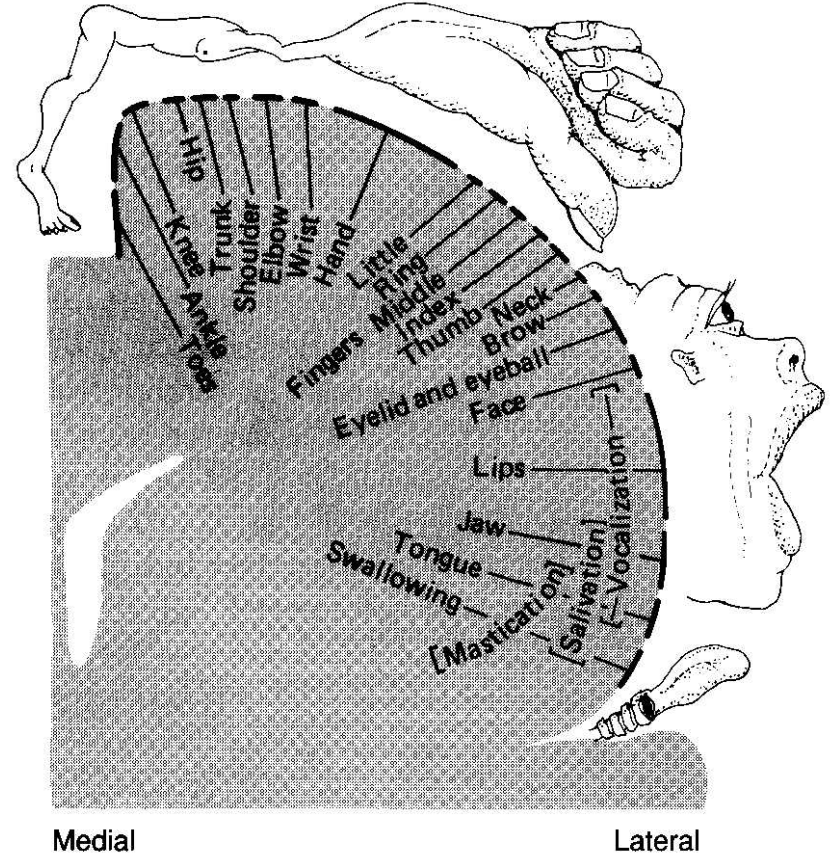 Toes
Ankle
Knee
Hip
Trunk
Shoulder
Elbow
Wrist
Hand
Little
Ring
Middle
Index
Thumb
Fingers
Neck
Brow
Eyelid and eyeball
Face
Lips
Jaw
Tongue
Swallowing
[Mastication]
[Salivation]
[Vocalization]
Medial
Lateral